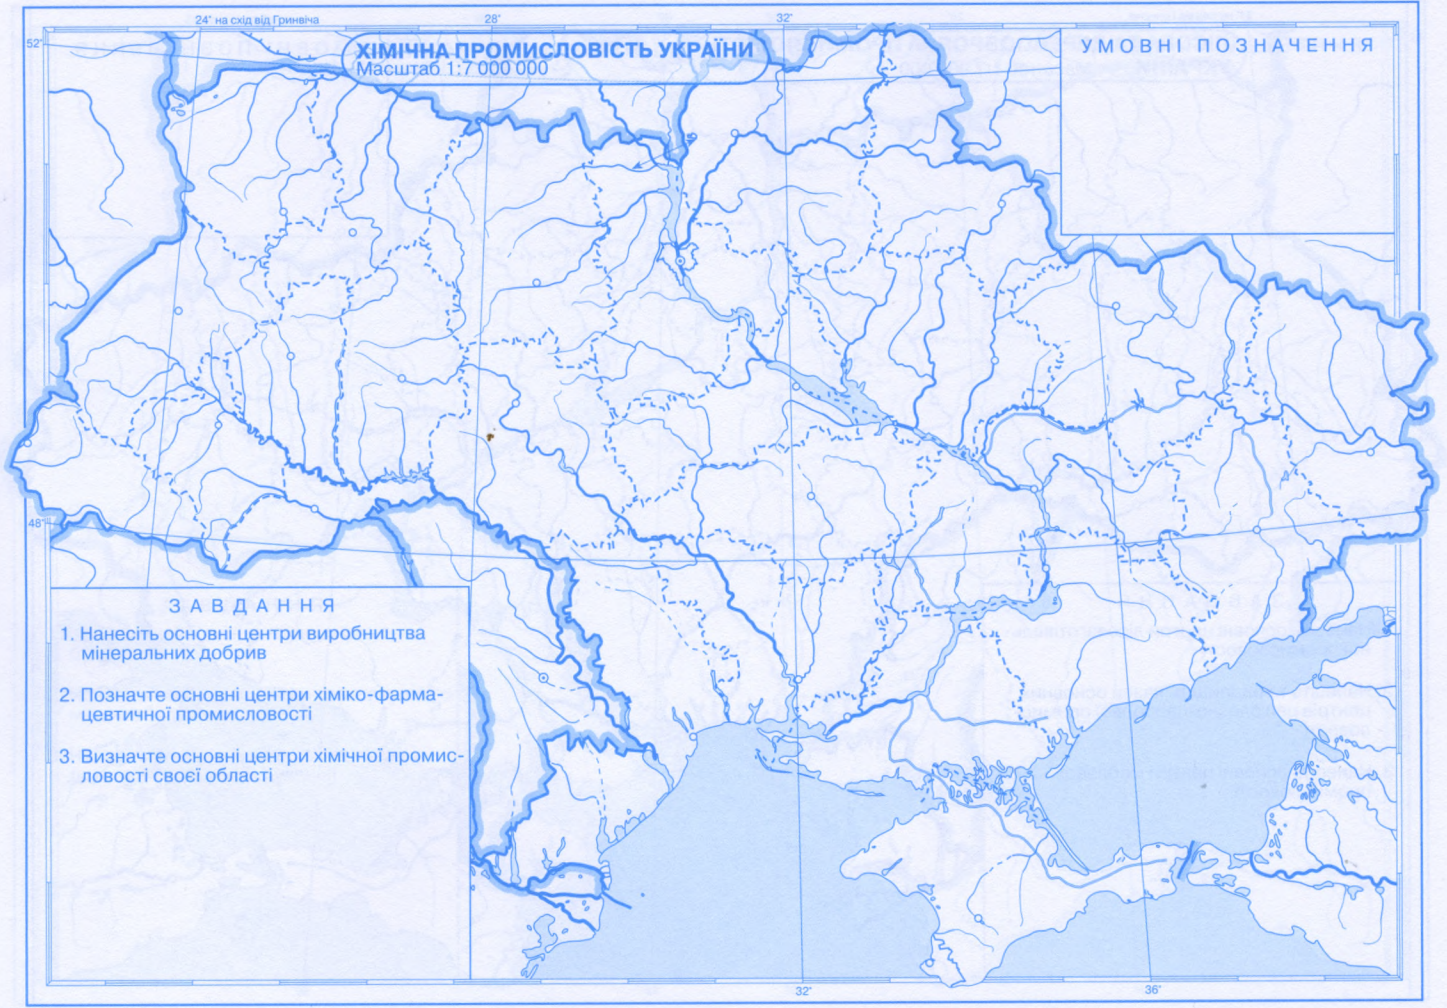 24° на схід від Гринвіча
28°
32°
52°
ХІМІЧНА ПРОМИСЛОВІСТЬ УКРАЇНИ
Масштаб 1:7 000 000
УМОВНІ ПОЗНАЧЕННЯ
48°
ЗАВДАННЯ
1. Нанесіть основні центри виробництва
мінеральних добрив
2. Позначте основні центри хіміко-фарма-
цевтичної промисловості
3. Визначте основні центри хімічної промис-
ловості своєї області
32°
36°